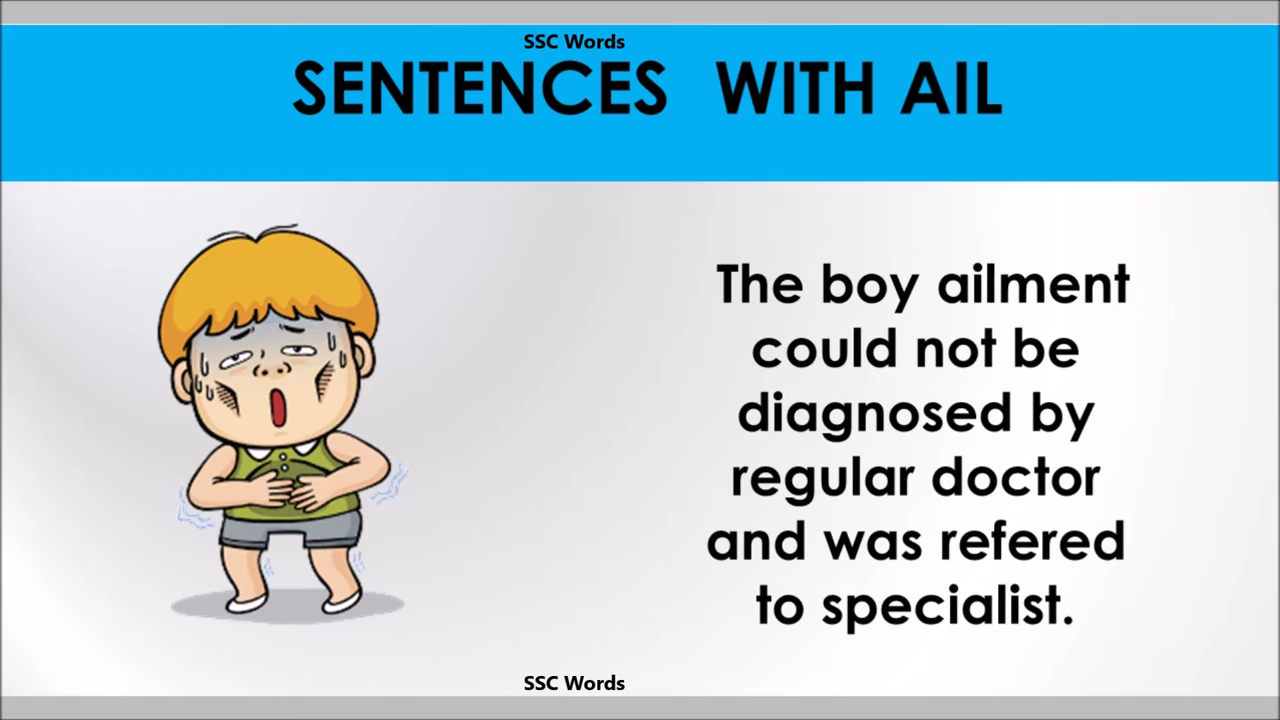 SSC Words
SENTENCES WITH AIL
The boy ailment
could not be
diagnosed by
regular doctor
and was refered
to specialist.
SSC Words